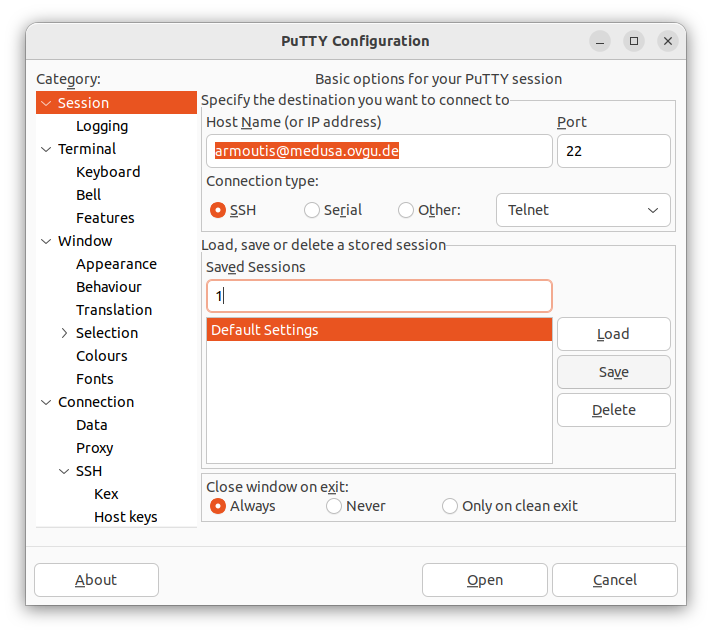 PuTTY Configuration
Category:
Session
Logging
Terminal
Keyboard
Bell
Features
Window
Appearance
Behaviour
Translation
Selection
Colours
Fonts
Connection
Data
Proxy
SSH
Kex
Host keys
Basic options for your PuTTY session
Specify the destination you want to connect to
Host Name (or IP address) Port
armoutis@medusa.ovgu.de 22
Connection type:
SSH Serial Other: Telnet
Load, save or delete a stored session
Saved Sessions
1
Default Settings
Load
Save
Delete
Close window on exit:
Always Never Only on clean exit
About Open Cancel